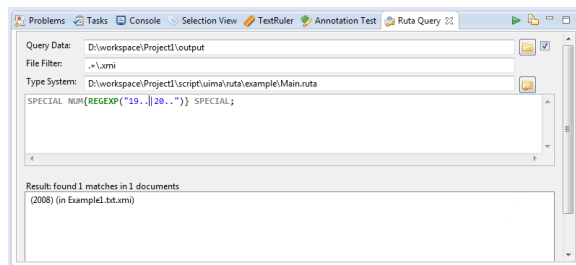 Problems Tasks Console Selection View TextRuler Annotation Test Ruta Query
Query Data: D:\workspace\Project1\output
File Filter: .+\.xmi
Type System: D:\workspace\Project1\script\uima\ruta\example\Main.ruta
SPECIAL NUM{REGEXP("19..|20..")} SPECIAL;
Result: found 1 matches in 1 documents
(2008) (in Example1.txt.xmi)